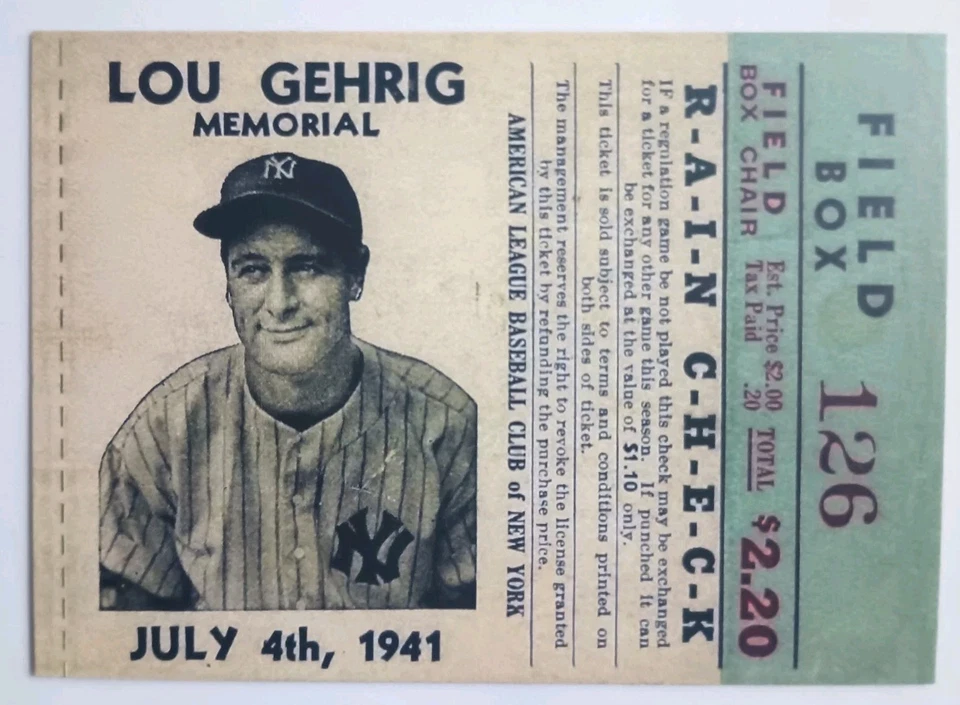 LOU GEHRIG
MEMORIAL
NY
NY
JULY 4th, 1941
FIELD
BOX
126
FIELD
BOX CHAIR
Est. Price $2.00
Tax Paid .20
TOTAL $2.20
R-A-I-N C-H-E-C-K
IF a regulation game be not played this check may be exchanged
for a ticket for any other game this season. If punched it can
be exchanged at the value of $1.10 only.
This ticket is sold subject to terms and conditions printed on
both sides of ticket.
The management reserves the right to revoke the license granted
by this ticket by refunding the purchase price.
AMERICAN LEAGUE BASEBALL CLUB of NEW YORK